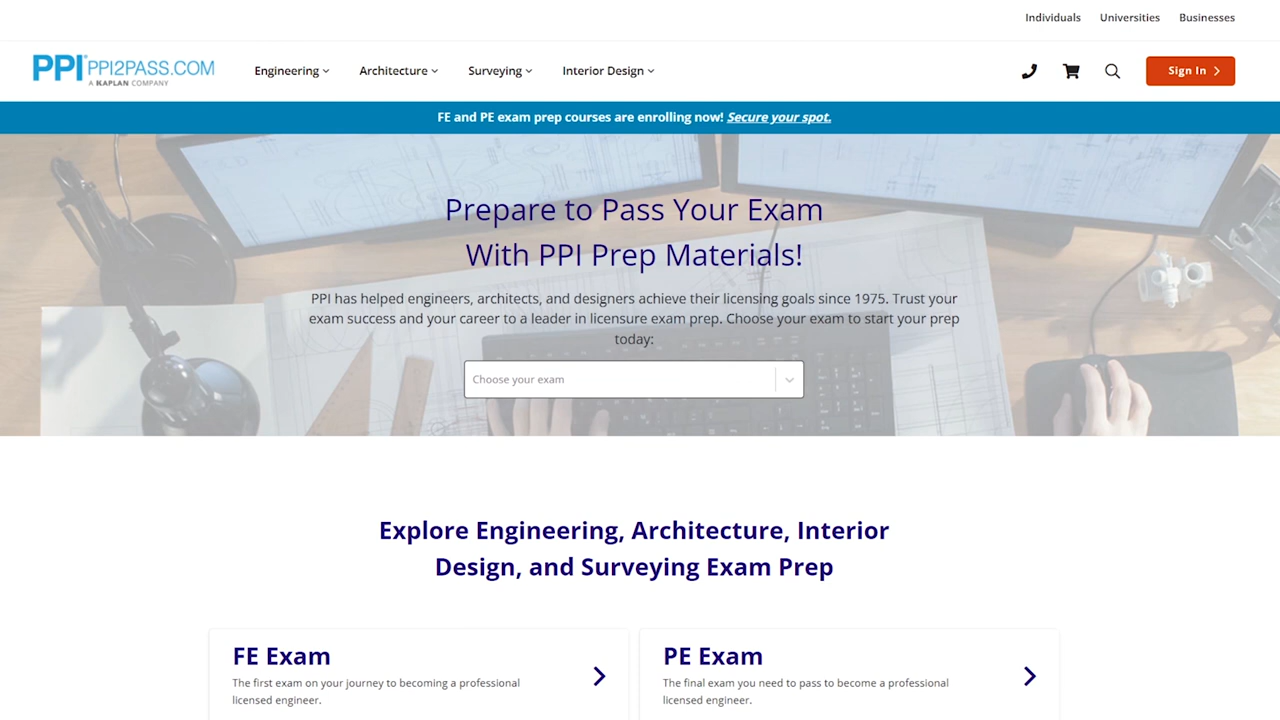 Individuals Universities Businesses
PPI® PPI2PASS.COM
A KAPLAN COMPANY
Engineering Architecture Surveying Interior Design
Sign In
FE and PE exam prep courses are enrolling now! Secure your spot.
Prepare to Pass Your Exam
With PPI Prep Materials!
PPI has helped engineers, architects, and designers achieve their licensing goals since 1975. Trust your
exam success and your career to a leader in licensure exam prep. Choose your exam to start your prep
today:
Choose your exam
Explore Engineering, Architecture, Interior
Design, and Surveying Exam Prep
FE Exam
The first exam on your journey to becoming a professional
licensed engineer.
PE Exam
The final exam you need to pass to become a professional
licensed engineer.